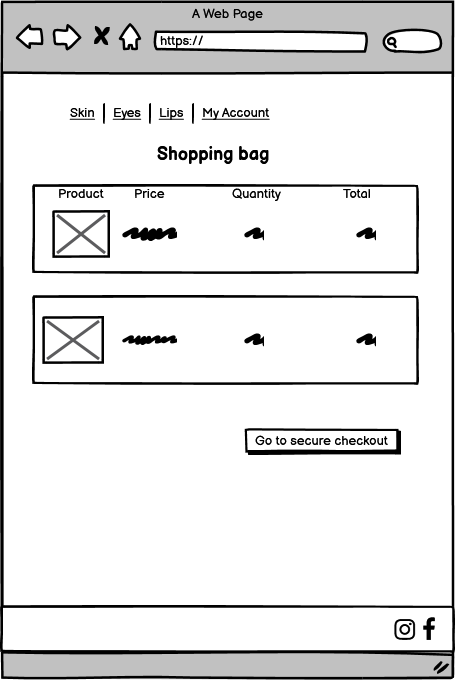 A Web Page
https://
Skin Eyes Lips My Account
Shopping bag
Product Price Quantity Total
Go to secure checkout